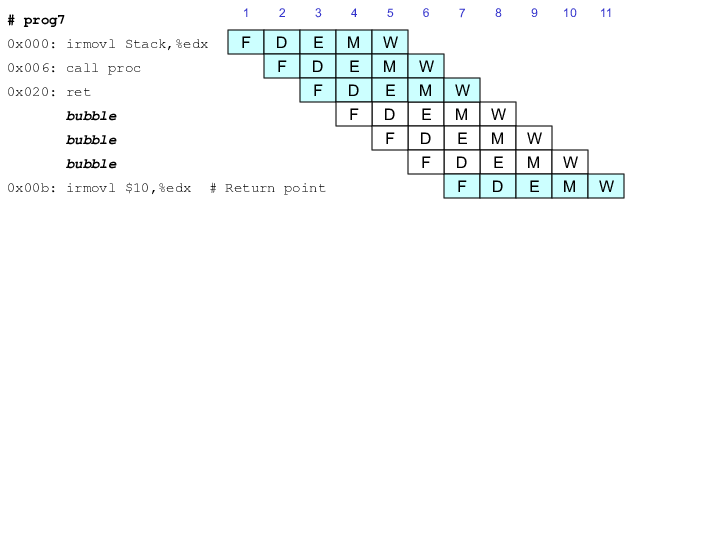 # prog7 1 2 3 4 5 6 7 8 9 10 11
0x000: irmovl Stack,%edx F D E M W
0x006: call proc F D E M W
0x020: ret F D E M W
bubble F D E M W
bubble F D E M W
bubble F D E M W
0x00b: irmovl $10,%edx # Return point F D E M W